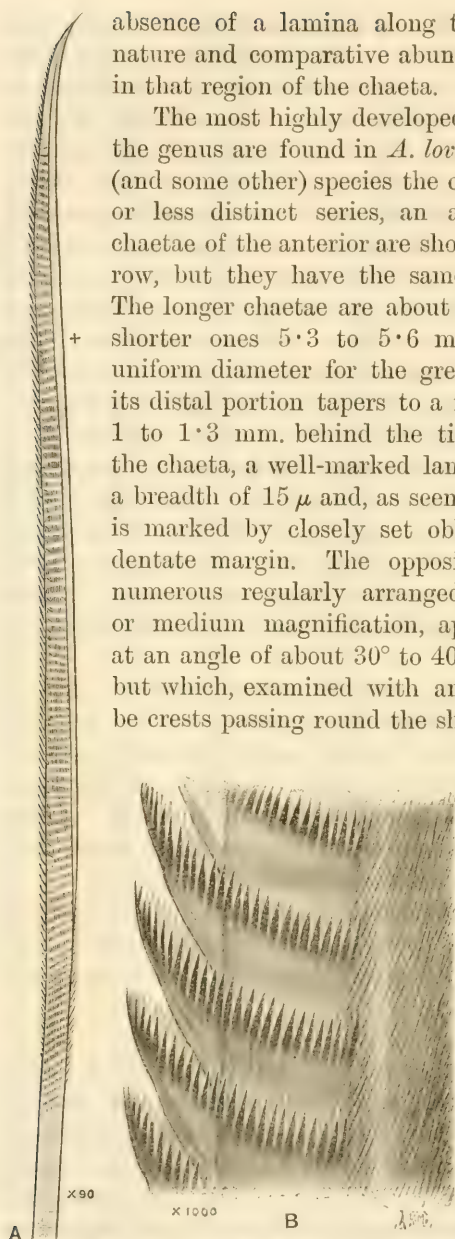 absence of a lamina along t
nature and comparative abun
in that region of the chaeta.
The most highly developed
the genus are found in A. lov
(and some other) species the c
or less distinct series, an a
chaetae of the anterior are sho
row, but they have the sam
The longer chaetae are about
shorter ones 5·3 to 5·6 m
uniform diameter for the gre
its distal portion tapers to a
1 to 1·3 mm. behind the ti
the chaeta, a well-marked lan
a breadth of 15 μ and, as seen
is marked by closely set ob
dentate margin. The opposi
numerous regularly arranged
or medium magnification, ap
at an angle of about 30° to 40
but which, examined with an
be crests passing round the sh
+
×90
×1000
A
B